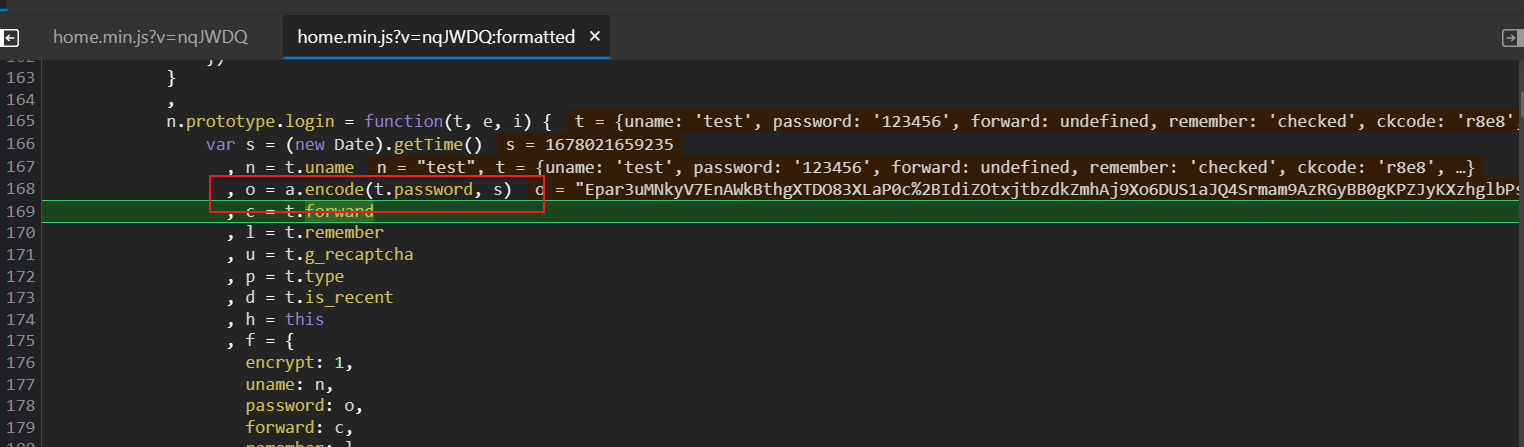 home.min.js?v=nqJWDQ home.min.js?v=nqJWDQ:formatted ×
163 }
164 ,
165 n.prototype.login = function(t, e, i) { t = {uname: 'test', password: '123456', forward: undefined, remember: 'checked', ckcode: 'r8e8',
166 var s = (new Date).getTime() s = 1678021659235
167 , n = t.uname n = "test", t = {uname: 'test', password: '123456', forward: undefined, remember: 'checked', ckcode: 'r8e8', …}
168 , o = a.encode(t.password, s) o = "Epar3uMNkyV7EnAWkBthgXTDO83XLaP0c%2BIdiZOtxjtbzdkZmhAj9Xo6DUS1aJQ4Srmam9AzRGyBB0gKPZJyKXzhglbPs
169 , c = t.forward
170 , l = t.remember
171 , u = t.g_recaptcha
172 , p = t.type
173 , d = t.is_recent
174 , h = this
175 , f = {
176 encrypt: 1,
177 uname: n,
178 password: o,
179 forward: c,